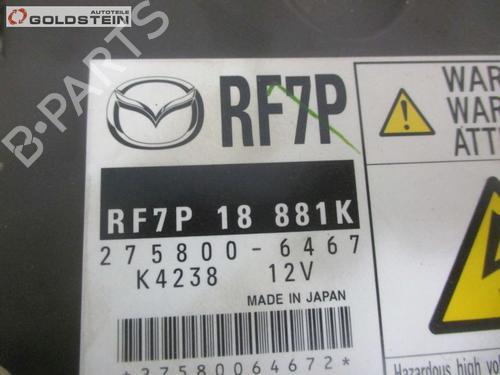 AUTOTEILE
GOLDSTEIN
B-Parts
RF7P
RF7P 18 881K
275800-6467
K4238 12V
MADE IN JAPAN
*27580064672*
WAR
WAR
ATT
Hazardous high vol